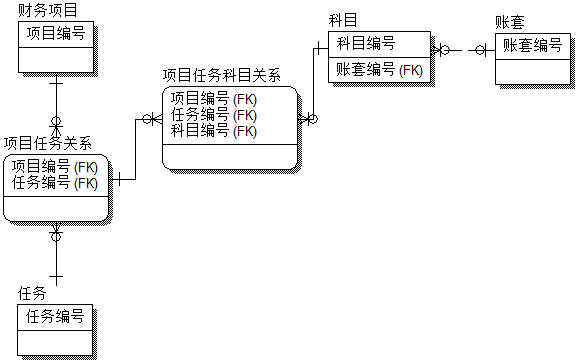 财务项目
项目编号
项目任务关系
项目编号 (FK)
任务编号 (FK)
任务
任务编号
项目任务科目关系
项目编号 (FK)
任务编号 (FK)
科目编号 (FK)
科目
科目编号
账套编号 (FK)
账套
账套编号